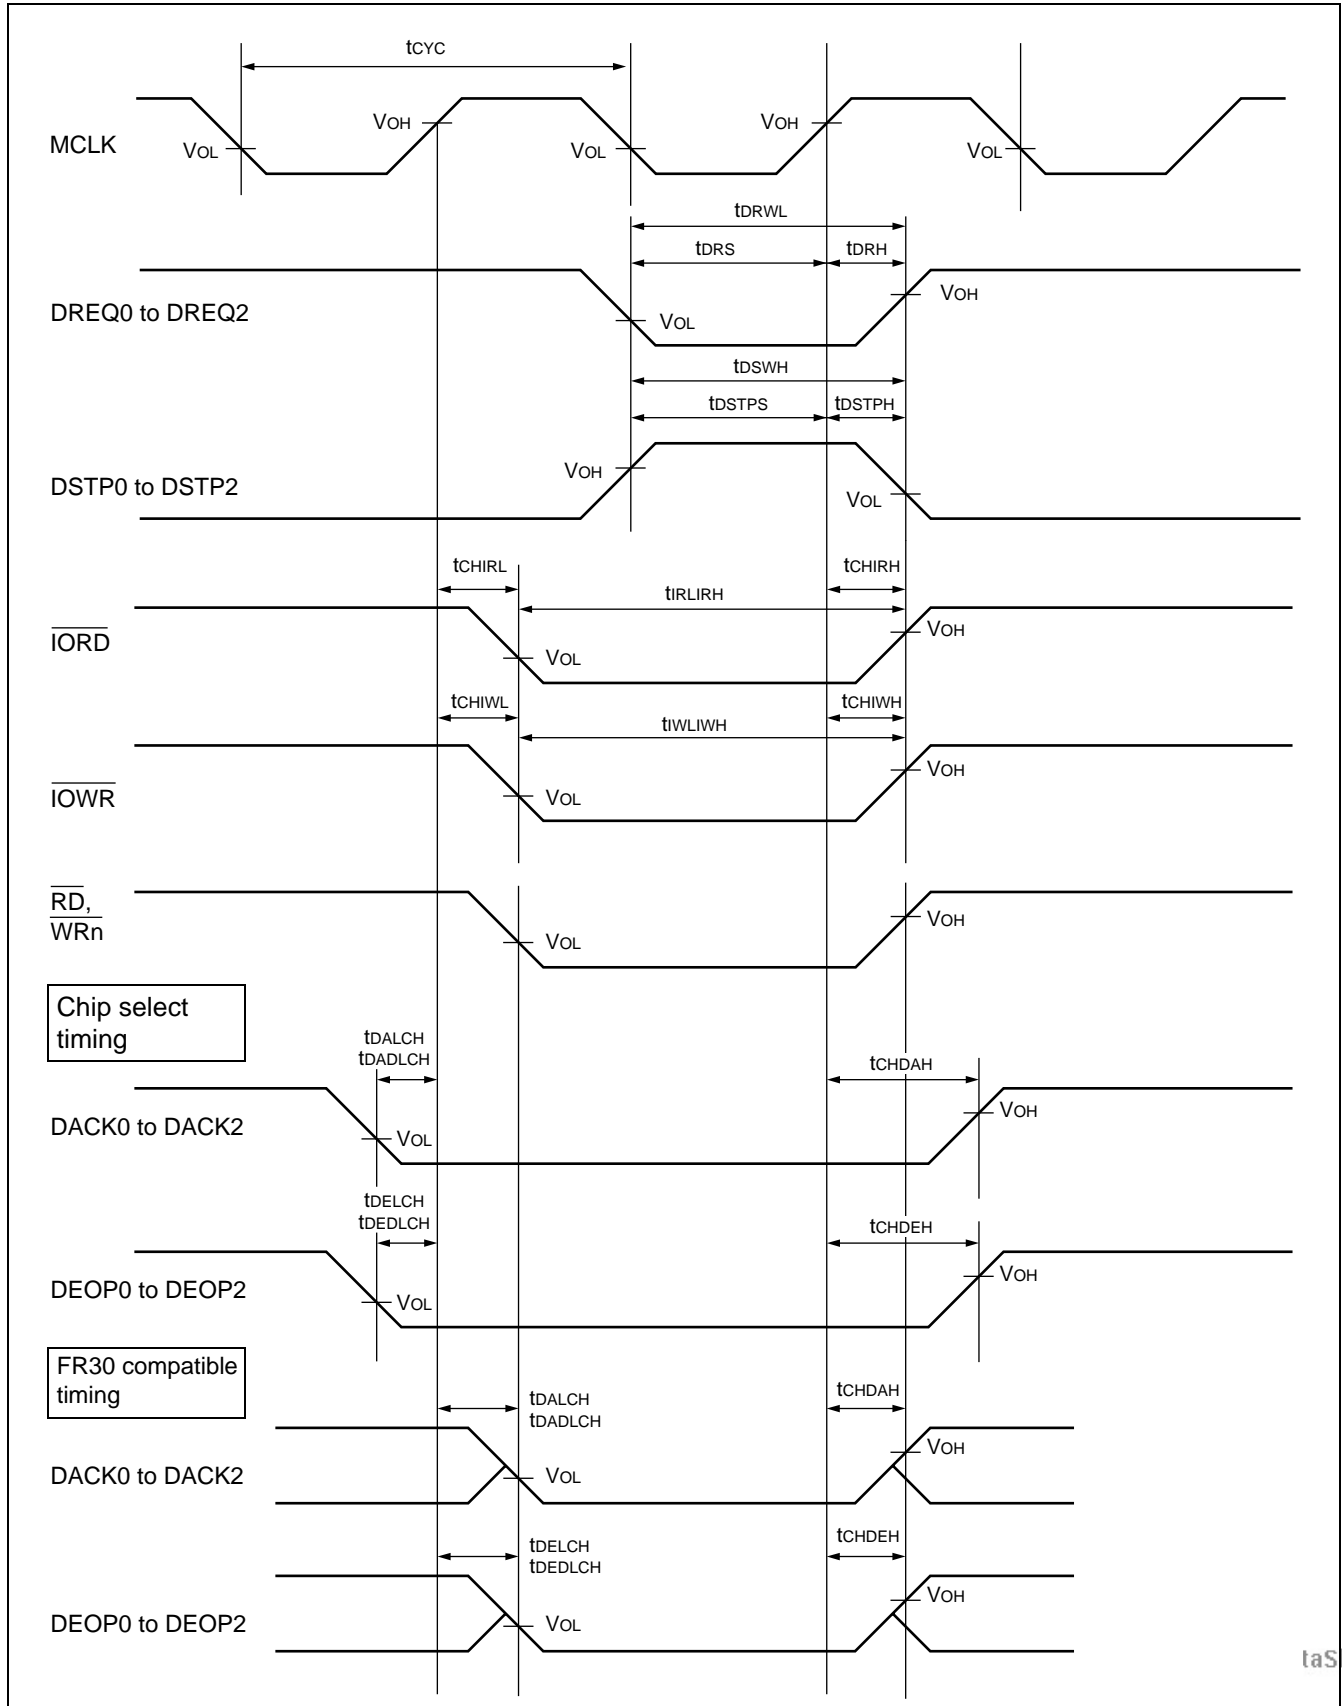 tCYC
MCLK
VOL
VOH
VOL
VOH
VOL
tDRWL
tDRS
tDRH
DREQ0 to DREQ2
VOL
VOH
tDSWH
tDSTPS
tDSTPH
DSTP0 to DSTP2
VOH
VOL
tCHIRL
tIRLIRH
tCHIRH
IORD
VOL
VOH
tCHIWL
tIWLIWH
tCHIWH
IOWR
VOL
VOH
RD,
WRn
VOL
VOH
Chip select
timing
tDALCH
tDADLCH
tCHDAH
DACK0 to DACK2
VOL
VOH
tDELCH
tDEDLCH
tCHDEH
DEOP0 to DEOP2
VOL
VOH
FR30 compatible
timing
tDALCH
tDADLCH
tCHDAH
DACK0 to DACK2
VOL
VOH
tDELCH
tDEDLCH
tCHDEH
DEOP0 to DEOP2
VOL
VOH
taS